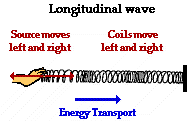 Longitudinal wave
Source moves
left and right
Coils move
left and right
Energy Transport